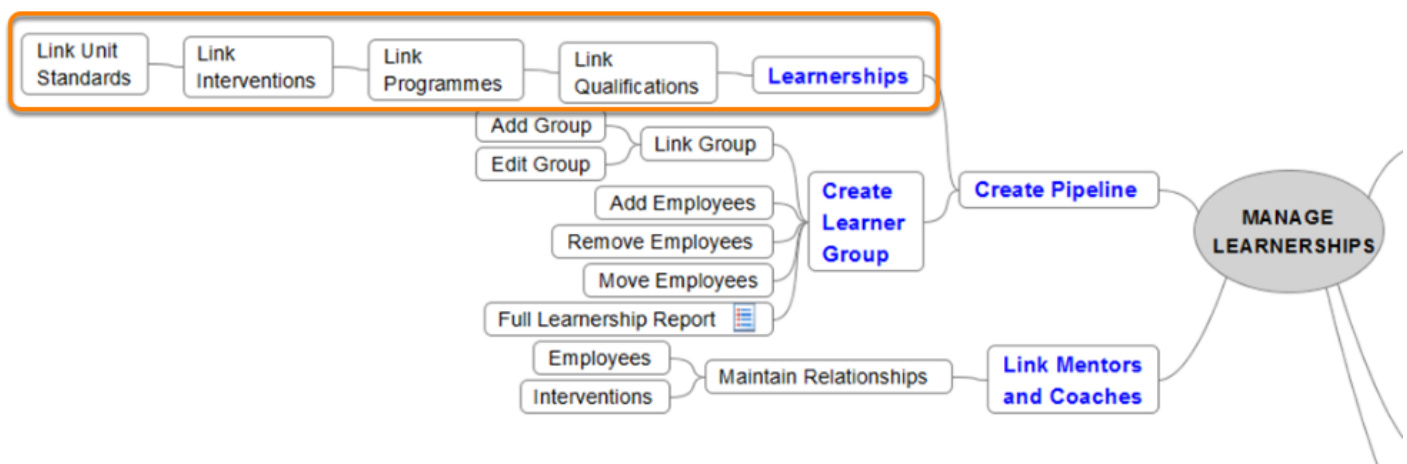 Link Unit
Standards
Link
Interventions
Link
Programmes
Link
Qualifications
Learnerships
Add Group
Edit Group
Link Group
Add Employees
Remove Employees
Move Employees
Full Learnership Report
Create
Learner
Group
Create Pipeline
MANAGE
LEARNERSHIPS
Employees
Interventions
Maintain Relationships
Link Mentors
and Coaches